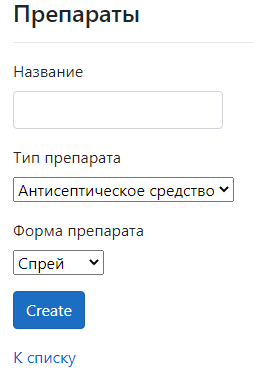 Препараты
Название
Тип препарата
Антисептическое средство
Форма препарата
Спрей
Create
К списку